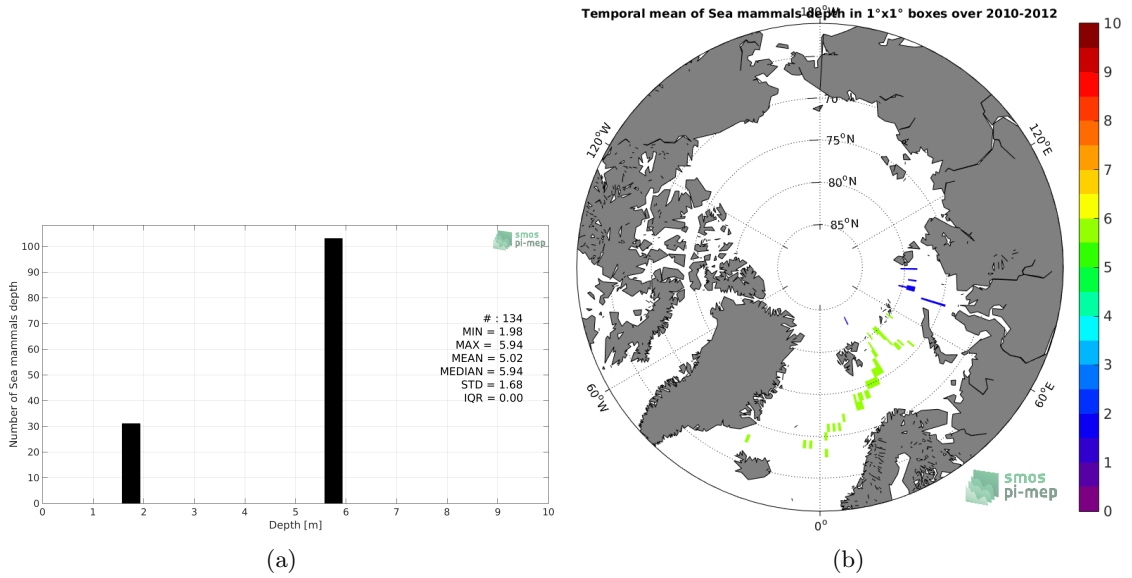 smos
pi-mep
100
90
80
70
60
50
40
30
20
10
0
Number of Sea mammals depth
# : 134
MIN = 1.98
MAX = 5.94
MEAN = 5.02
MEDIAN = 5.94
STD = 1.68
IQR = 0.00
0 1 2 3 4 5 6 7 8 9 10
Depth [m]
(a)
Temporal mean of Sea mammals depth in 1°x1° boxes over 2010-2012
180°W
120°W
120°E
60°W
60°E
0°
70
75°N
80°N
85°N
10
9
8
7
6
5
4
3
2
1
0
smos
pi-mep
(b)